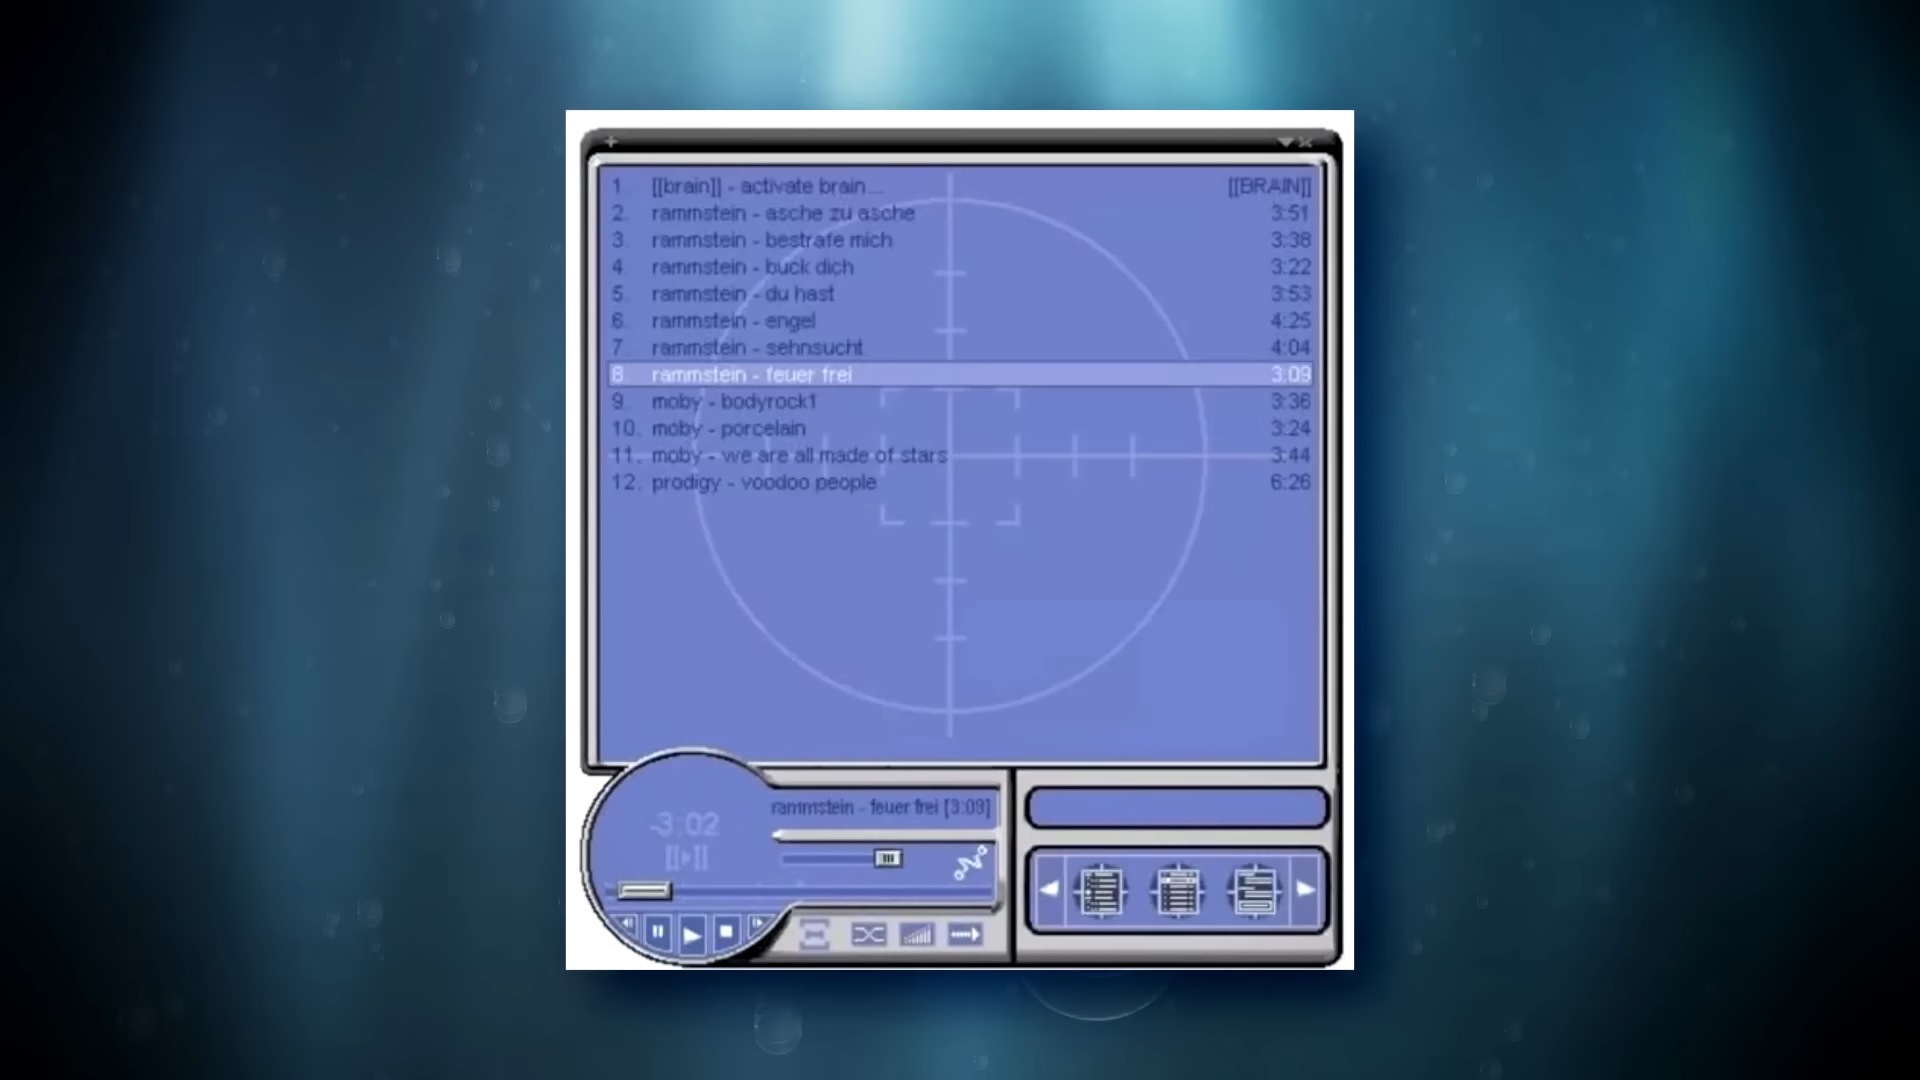 1. [[brain]] - activate brain... [[BRAIN]]
2. rammstein - asche zu asche 3:51
3. rammstein - bestrafe mich 3:38
4. rammstein - buck dich 3:22
5. rammstein - du hast 3:53
6. rammstein - engel 4:25
7. rammstein - sehnsucht 4:04
8. rammstein - feuer frei 3:09
9. moby - bodyrock1 3:36
10. moby - porcelain 3:24
11. moby - we are all made of stars 3:44
12. prodigy - voodoo people 6:26
rammstein - feuer frei [3:09]
-3:02